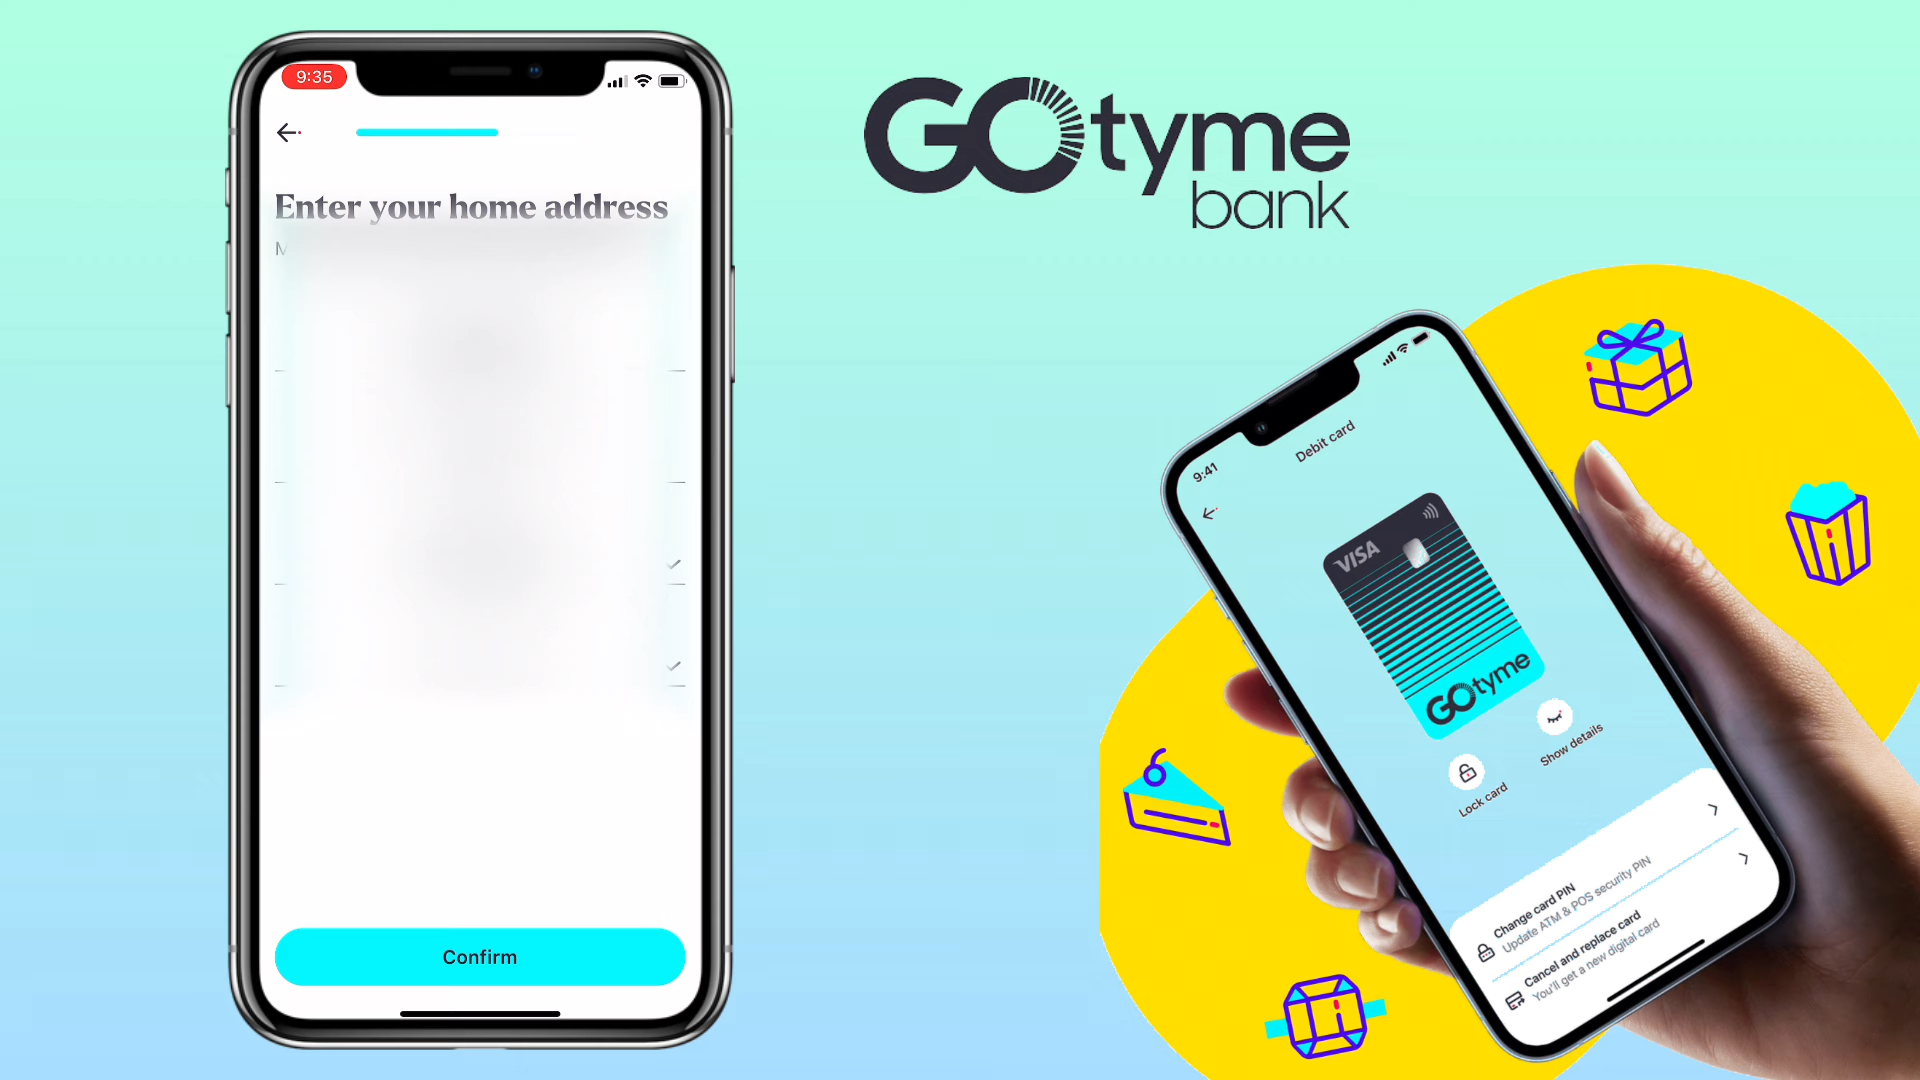 9:35
Enter your home address
M
Confirm
GOtyme
bank
9:41
Debit card
VISA
GOtyme
Show details
Lock card
Change card PIN
Update ATM & POS security PIN
Cancel and replace card
You'll get a new digital card